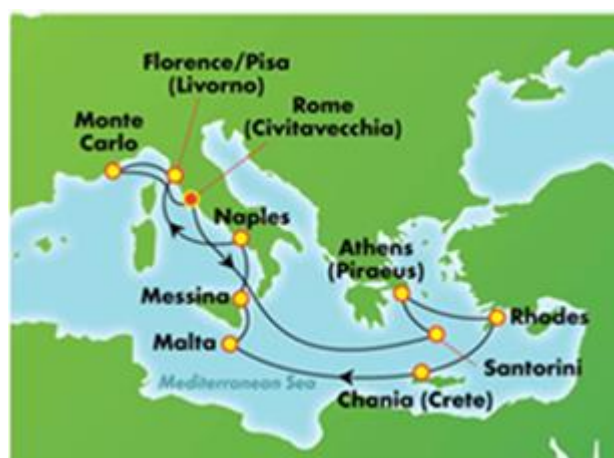 Florence/Pisa
(Livorno)
Rome
(Civitavecchia)
Monte
Carlo
Naples
Athens
(Piraeus)
Messina
Rhodes
Malta
Santorini
Mediterranean Sea
Chania (Crete)